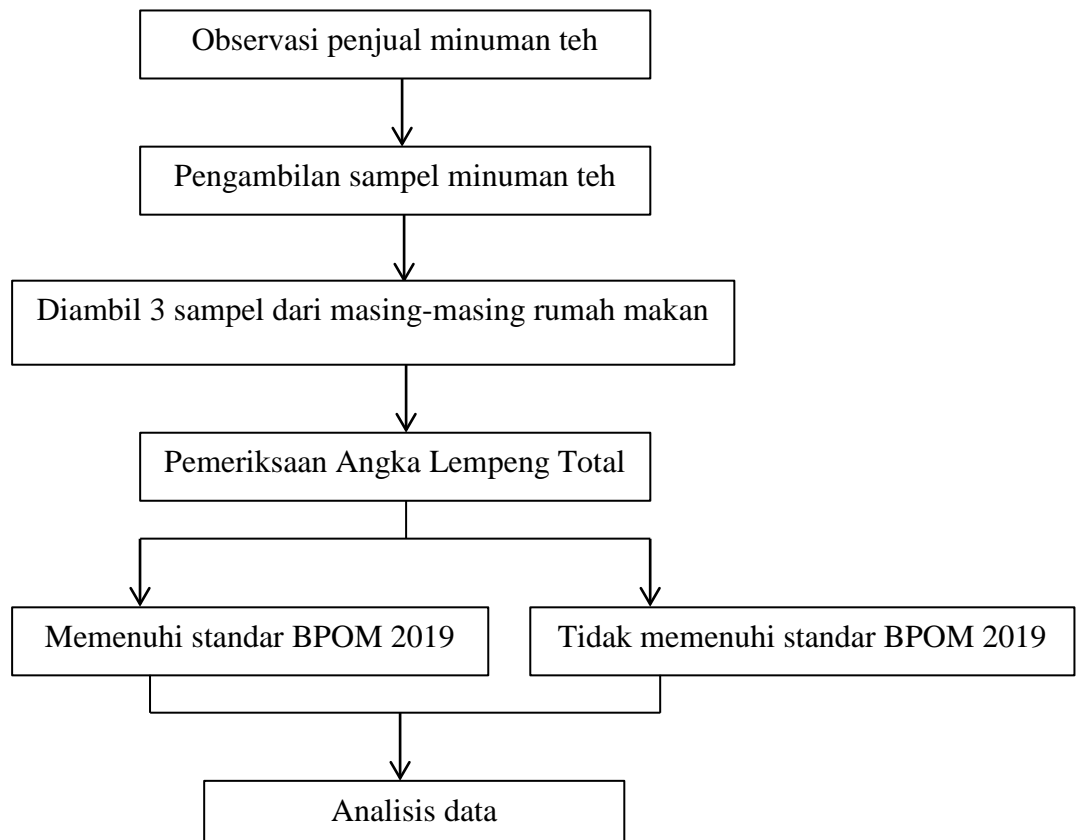 Observasi penjual minuman teh
Pengambilan sampel minuman teh
Diambil 3 sampel dari masing-masing rumah makan
Pemeriksaan Angka Lempeng Total
Memenuhi standar BPOM 2019
Tidak memenuhi standar BPOM 2019
Analisis data